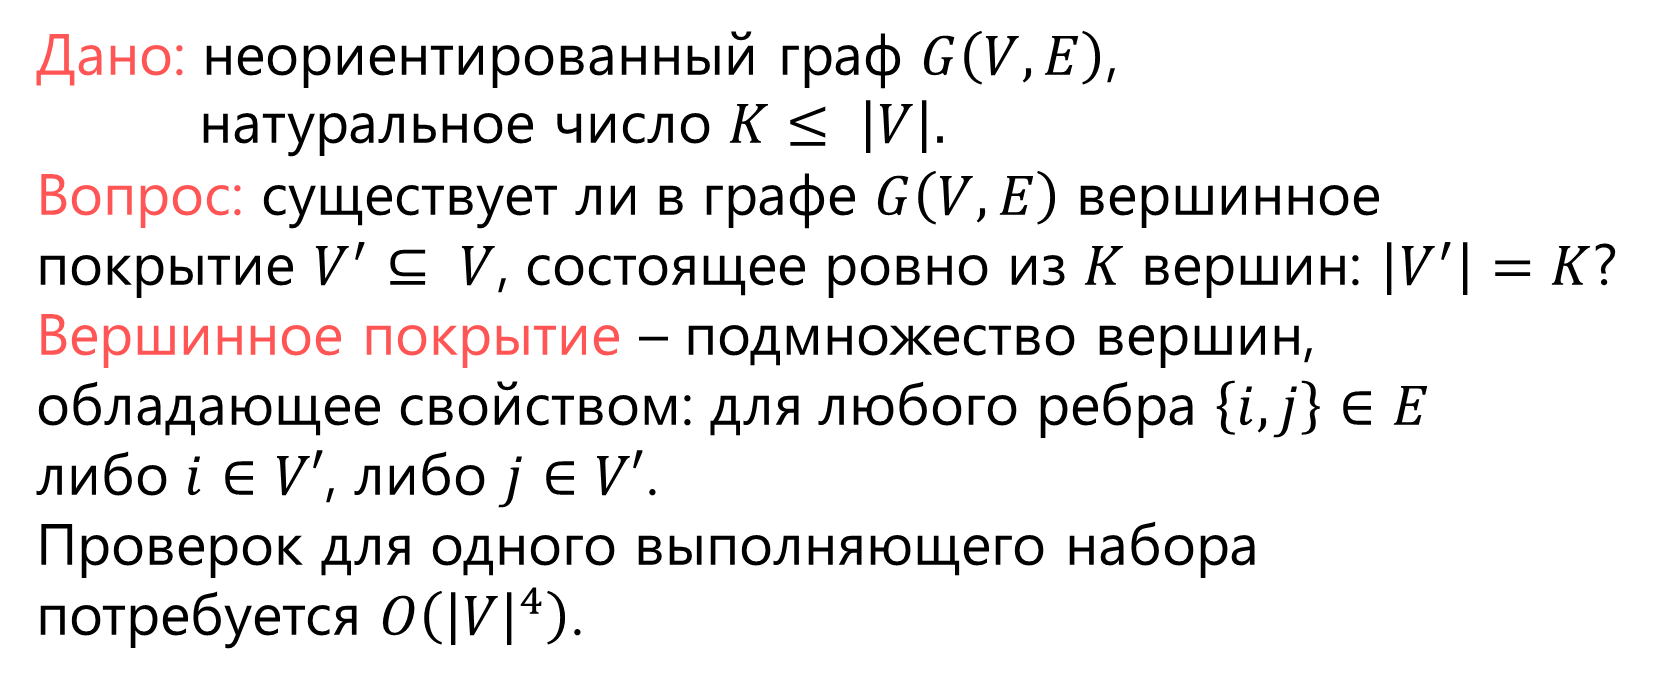 Дано: неориентированный граф G(V, E),
натуральное число K ≤ |V|.
Вопрос: существует ли в графе G(V, E) вершинное
покрытие V′ ⊆ V, состоящее ровно из K вершин: |V′| = K?
Вершинное покрытие – подмножество вершин,
обладающее свойством: для любого ребра {i, j} ∈ E
либо i ∈ V′, либо j ∈ V′.
Проверок для одного выполняющего набора
потребуется O(|V|⁴).